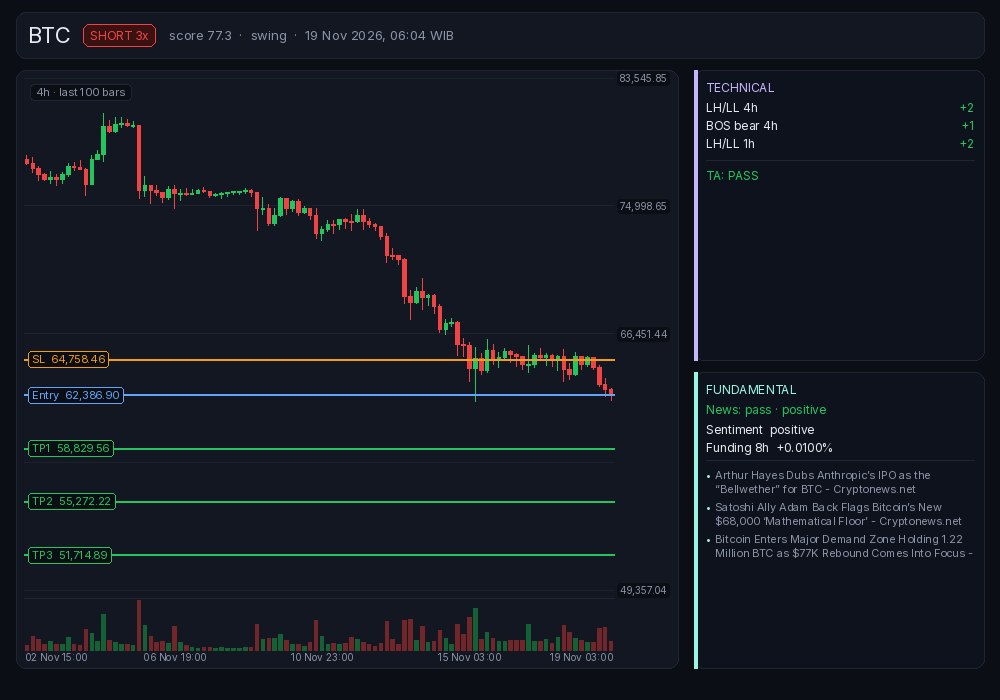 BTC SHORT 3x score 77.3 · swing · 19 Nov 2026, 06:04 WIB
4h · last 100 bars
83,545.85
74,998.65
66,451.44
SL 64,758.46
Entry 62,386.90
TP1 58,829.56
TP2 55,272.22
TP3 51,714.89
49,357.04
02 Nov 15:00 06 Nov 19:00 10 Nov 23:00 15 Nov 03:00 19 Nov 03:00
TECHNICAL
LH/LL 4h +2
BOS bear 4h +1
LH/LL 1h +2
TA: PASS
FUNDAMENTAL
News: pass · positive
Sentiment positive
Funding 8h +0.0100%
• Arthur Hayes Dubs Anthropic's IPO as the
"Bellwether" for BTC - Cryptonews.net
• Satoshi Ally Adam Back Flags Bitcoin's New
$68,000 'Mathematical Floor' - Cryptonews.net
• Bitcoin Enters Major Demand Zone Holding 1.22
Million BTC as $77K Rebound Comes Into Focus -